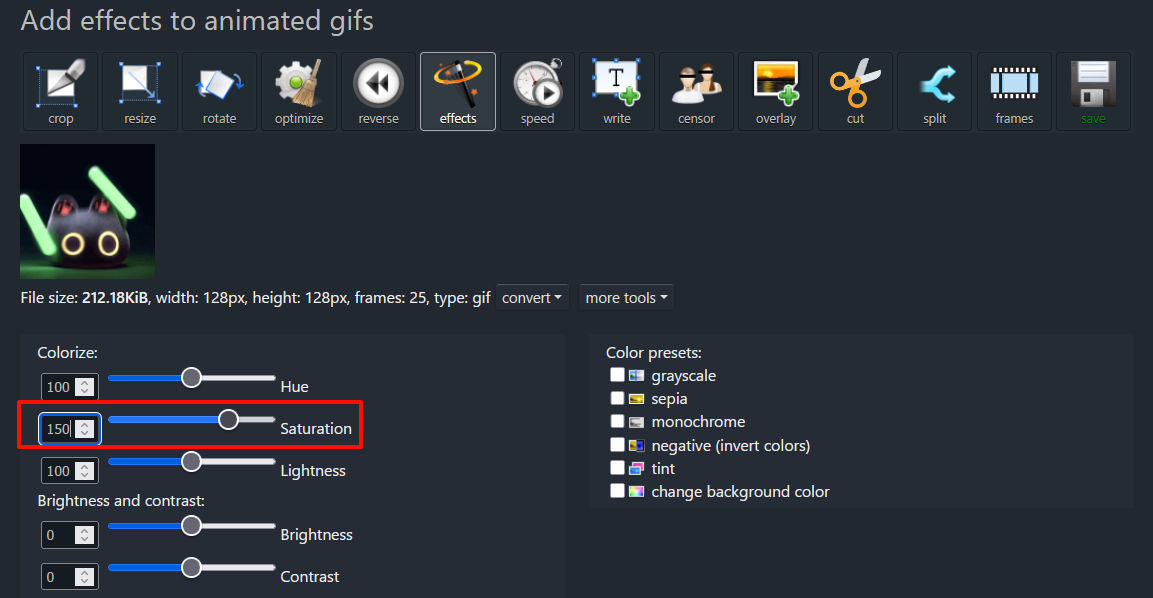 Add effects to animated gifs
crop resize rotate optimize reverse effects speed write censor overlay cut split frames save
File size: 212.18KiB, width: 128px, height: 128px, frames: 25, type: gif convert more tools
Colorize:
100 Hue
150 Saturation
100 Lightness
Brightness and contrast:
0 Brightness
0 Contrast
Color presets:
grayscale
sepia
monochrome
negative (invert colors)
tint
change background color